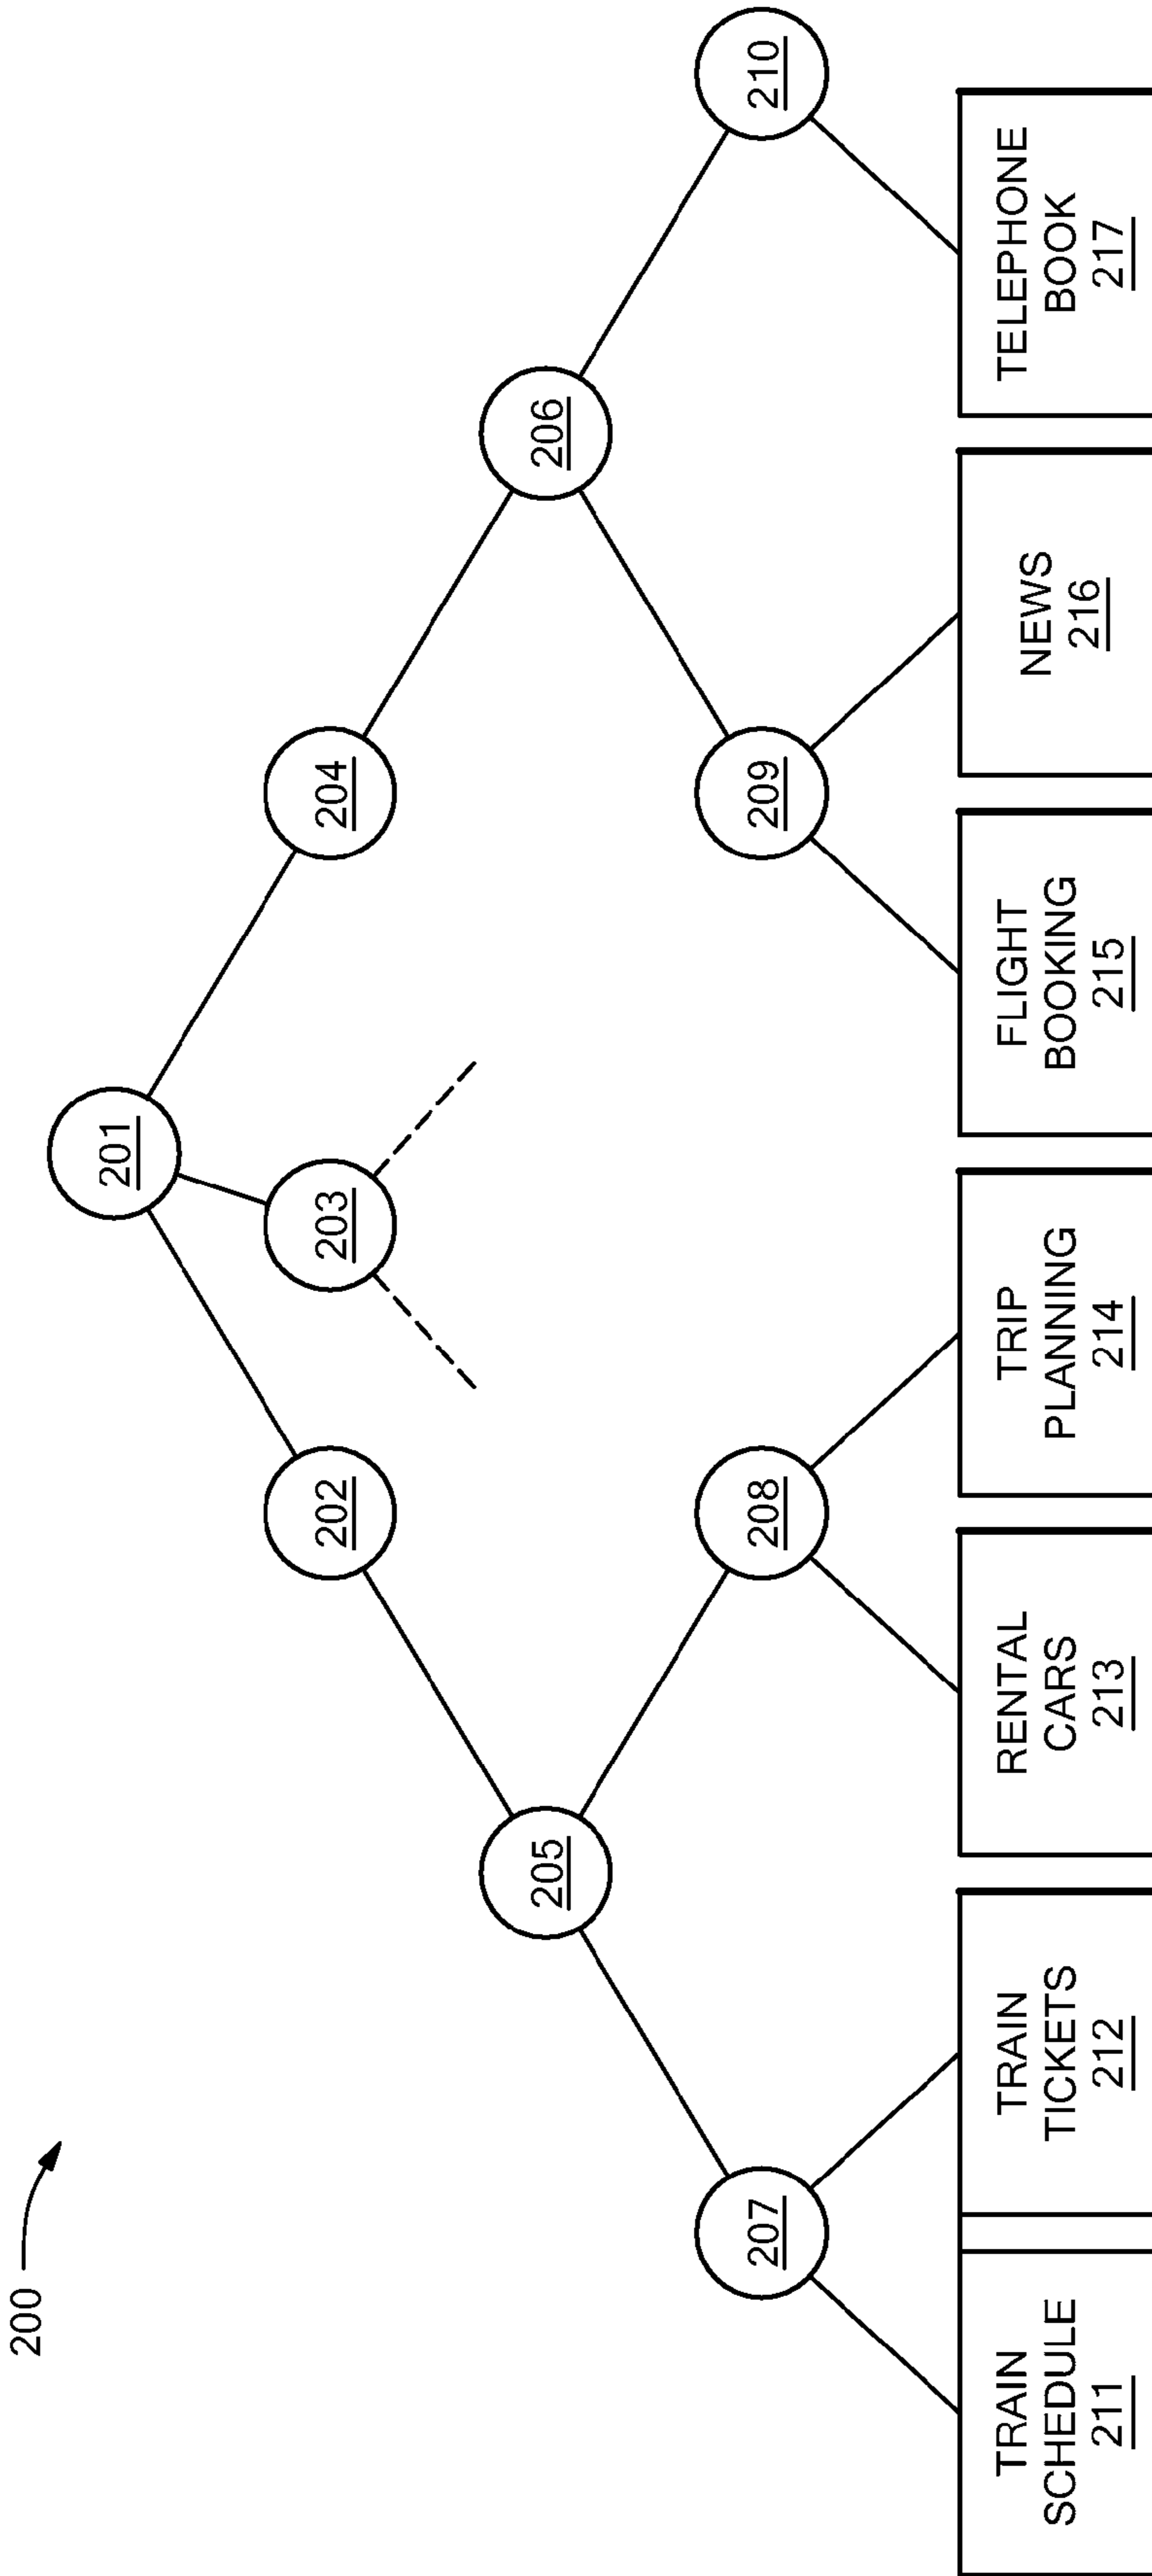 200
201
202
203
204
205
206
207
208
209
210
TRAIN
SCHEDULE
211
TRAIN
TICKETS
212
RENTAL
CARS
213
TRIP
PLANNING
214
FLIGHT
BOOKING
215
NEWS
216
TELEPHONE
BOOK
217